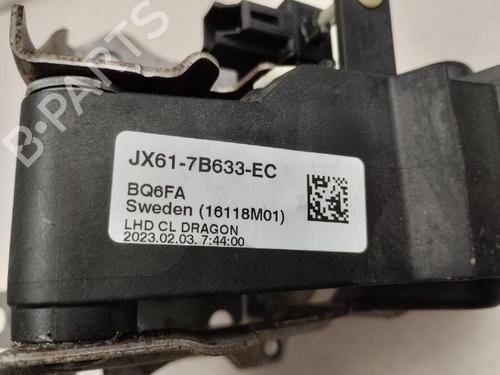 B-PARTS
JX61-7B633-EC
BQ6FA
Sweden (16118M01)
LHD CL DRAGON
2023.02.03. 7:44:00